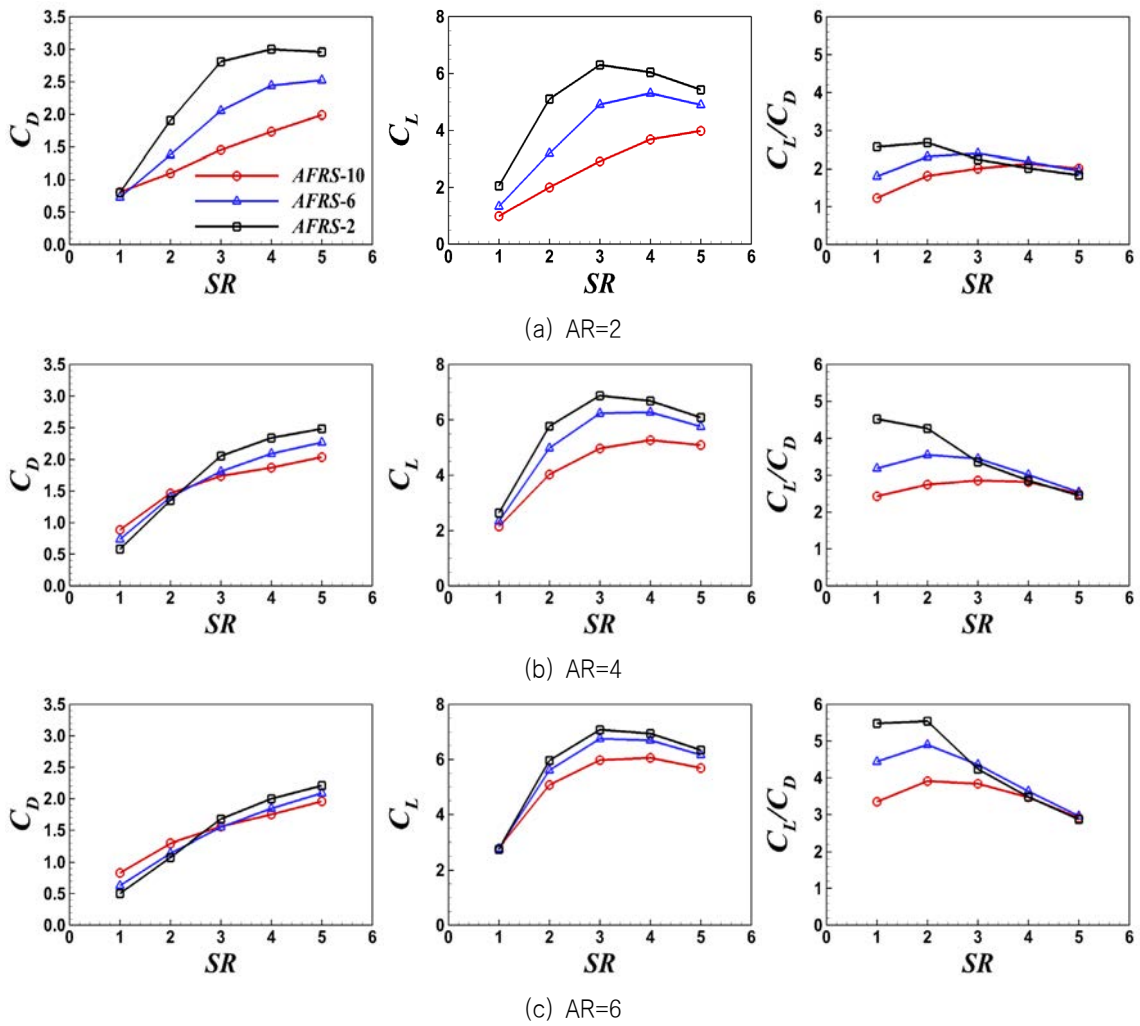 3.5
3.0
2.5
2.0
1.5
1.0
0.5
0.0
C_D
0 1 2 3 4 5 6
SR
AFRS-10
AFRS-6
AFRS-2
8
6
4
2
0
C_L
0 1 2 3 4 5 6
SR
6
5
4
3
2
1
0
C_L/C_D
0 1 2 3 4 5 6
SR
(a) AR=2
3.5
3.0
2.5
2.0
1.5
1.0
0.5
0.0
C_D
0 1 2 3 4 5 6
SR
8
6
4
2
0
C_L
0 1 2 3 4 5 6
SR
6
5
4
3
2
1
0
C_L/C_D
0 1 2 3 4 5 6
SR
(b) AR=4
3.5
3.0
2.5
2.0
1.5
1.0
0.5
0.0
C_D
0 1 2 3 4 5 6
SR
8
6
4
2
0
C_L
0 1 2 3 4 5 6
SR
6
5
4
3
2
1
0
C_L/C_D
0 1 2 3 4 5 6
SR
(c) AR=6